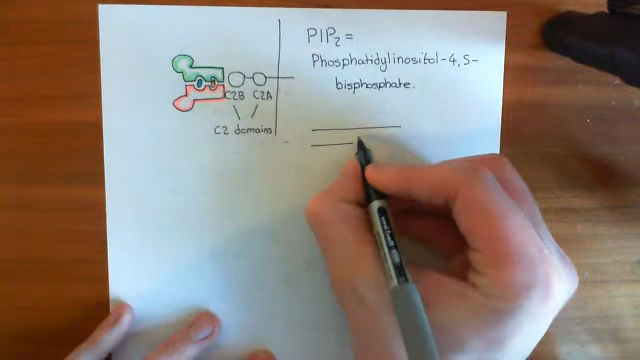 PIP₂ =
Phosphatidylinositol-4,5-
bisphosphate.
C2B C2A
C2 domains